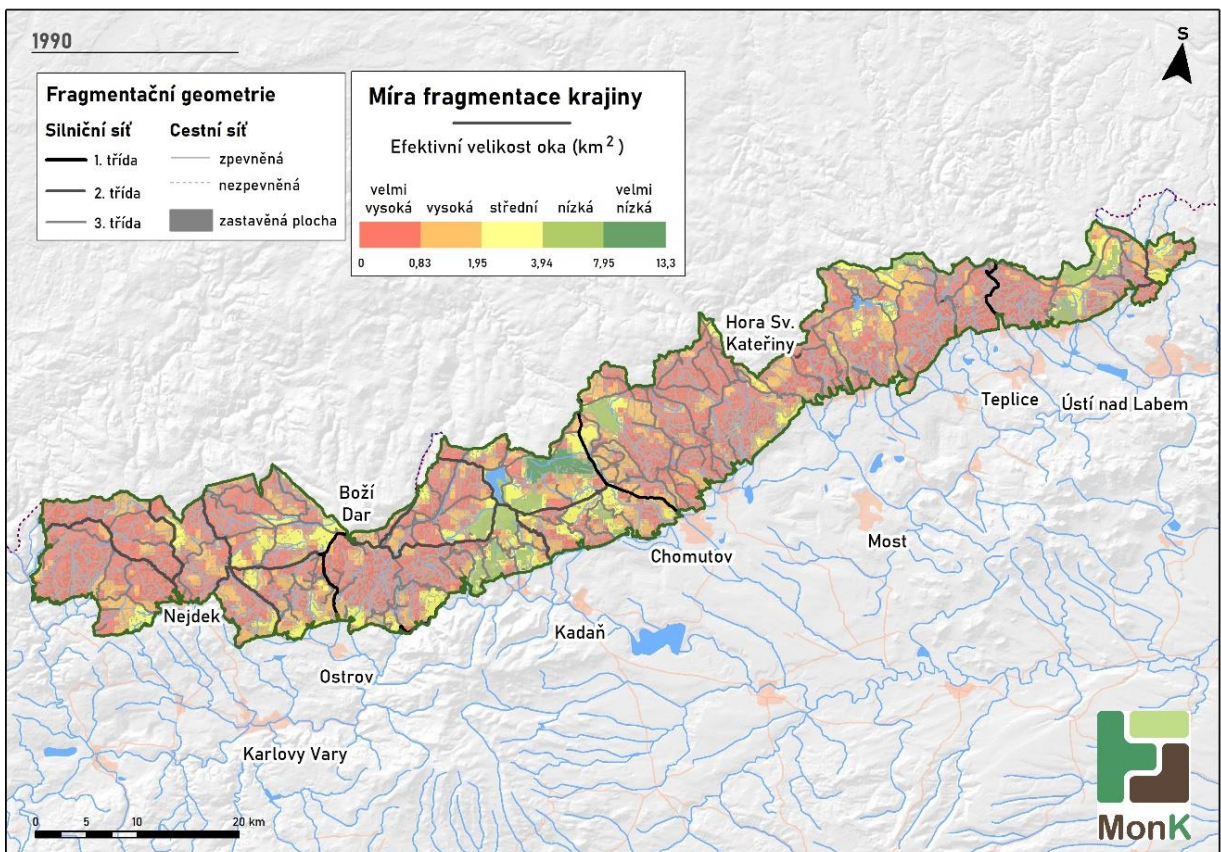 1990
S
Fragmentační geometrie
Silniční síť
Cestní síť
1. třída
zpevněná
2. třída
nezpevněná
3. třída
zastavěná plocha
Míra fragmentace krajiny
Efektivní velikost oka (km²)
velmi vysoká
vysoká
střední
nízká
velmi nízká
0 0,83 1,95 3,94 7,95 13,3
Hora Sv.
Kateřiny
Teplice
Ústí nad Labem
Boží
Dar
Chomutov
Most
Nejdek
Kadaň
Ostrov
Karlovy Vary
0 5 10 20 km
MonK